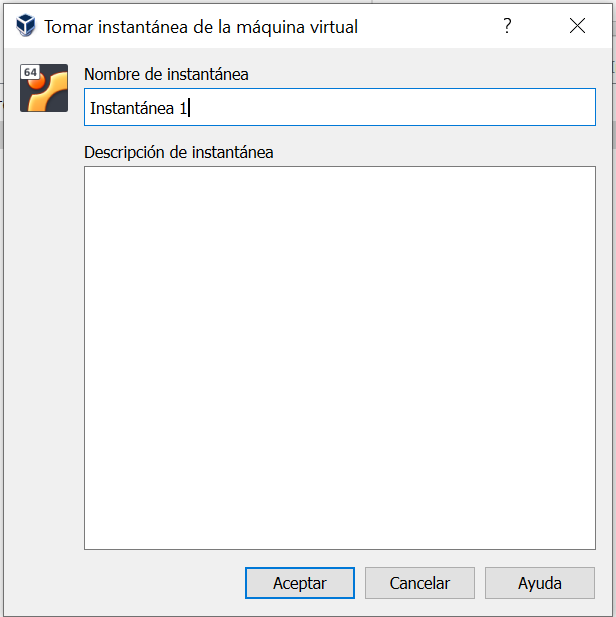 Tomar instantánea de la máquina virtual ?
64
Nombre de instantánea
Instantánea 1
Descripción de instantánea
Aceptar Cancelar Ayuda